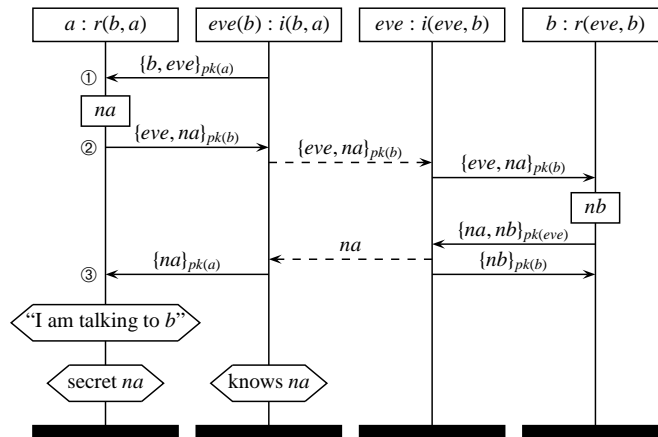 a : r(b, a) eve(b) : i(b, a) eve : i(eve, b) b : r(eve, b)
① {b, eve}pk(a)
na
② {eve, na}pk(b)
{eve, na}pk(b)
{eve, na}pk(b)
nb
{na, nb}pk(eve)
na
③ {na}pk(a) {nb}pk(b)
“I am talking to b”
secret na knows na